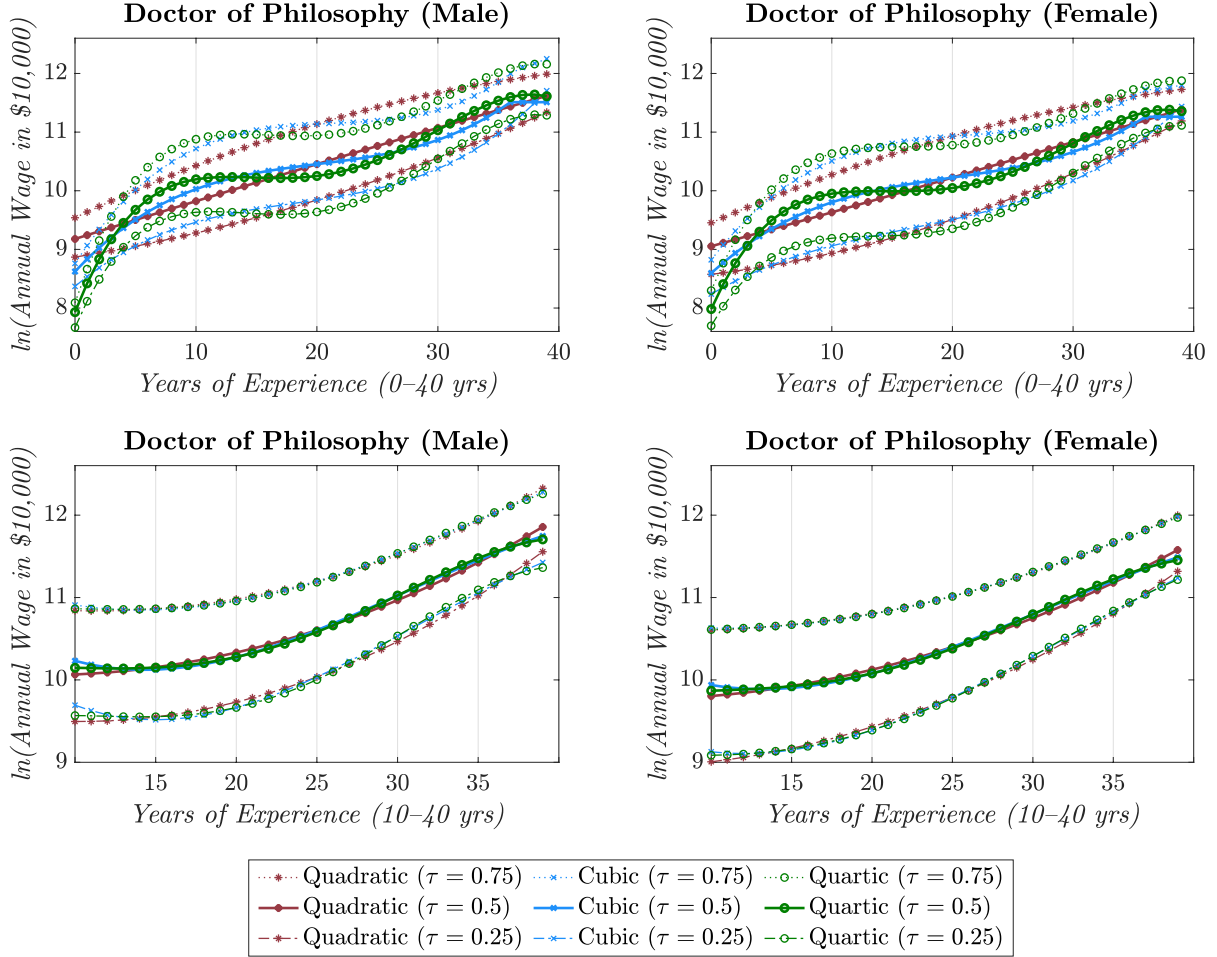 Doctor of Philosophy (Male)
Doctor of Philosophy (Female)
ln(Annual Wage in $10,000)
12
11
10
9
8
0 10 20 30 40
Years of Experience (0–40 yrs)
ln(Annual Wage in $10,000)
12
11
10
9
8
0 10 20 30 40
Years of Experience (0–40 yrs)
Doctor of Philosophy (Male)
Doctor of Philosophy (Female)
ln(Annual Wage in $10,000)
12
11
10
9
15 20 25 30 35
Years of Experience (10–40 yrs)
ln(Annual Wage in $10,000)
12
11
10
9
15 20 25 30 35
Years of Experience (10–40 yrs)
Quadratic (τ = 0.75) Cubic (τ = 0.75) Quartic (τ = 0.75)
Quadratic (τ = 0.5) Cubic (τ = 0.5) Quartic (τ = 0.5)
Quadratic (τ = 0.25) Cubic (τ = 0.25) Quartic (τ = 0.25)